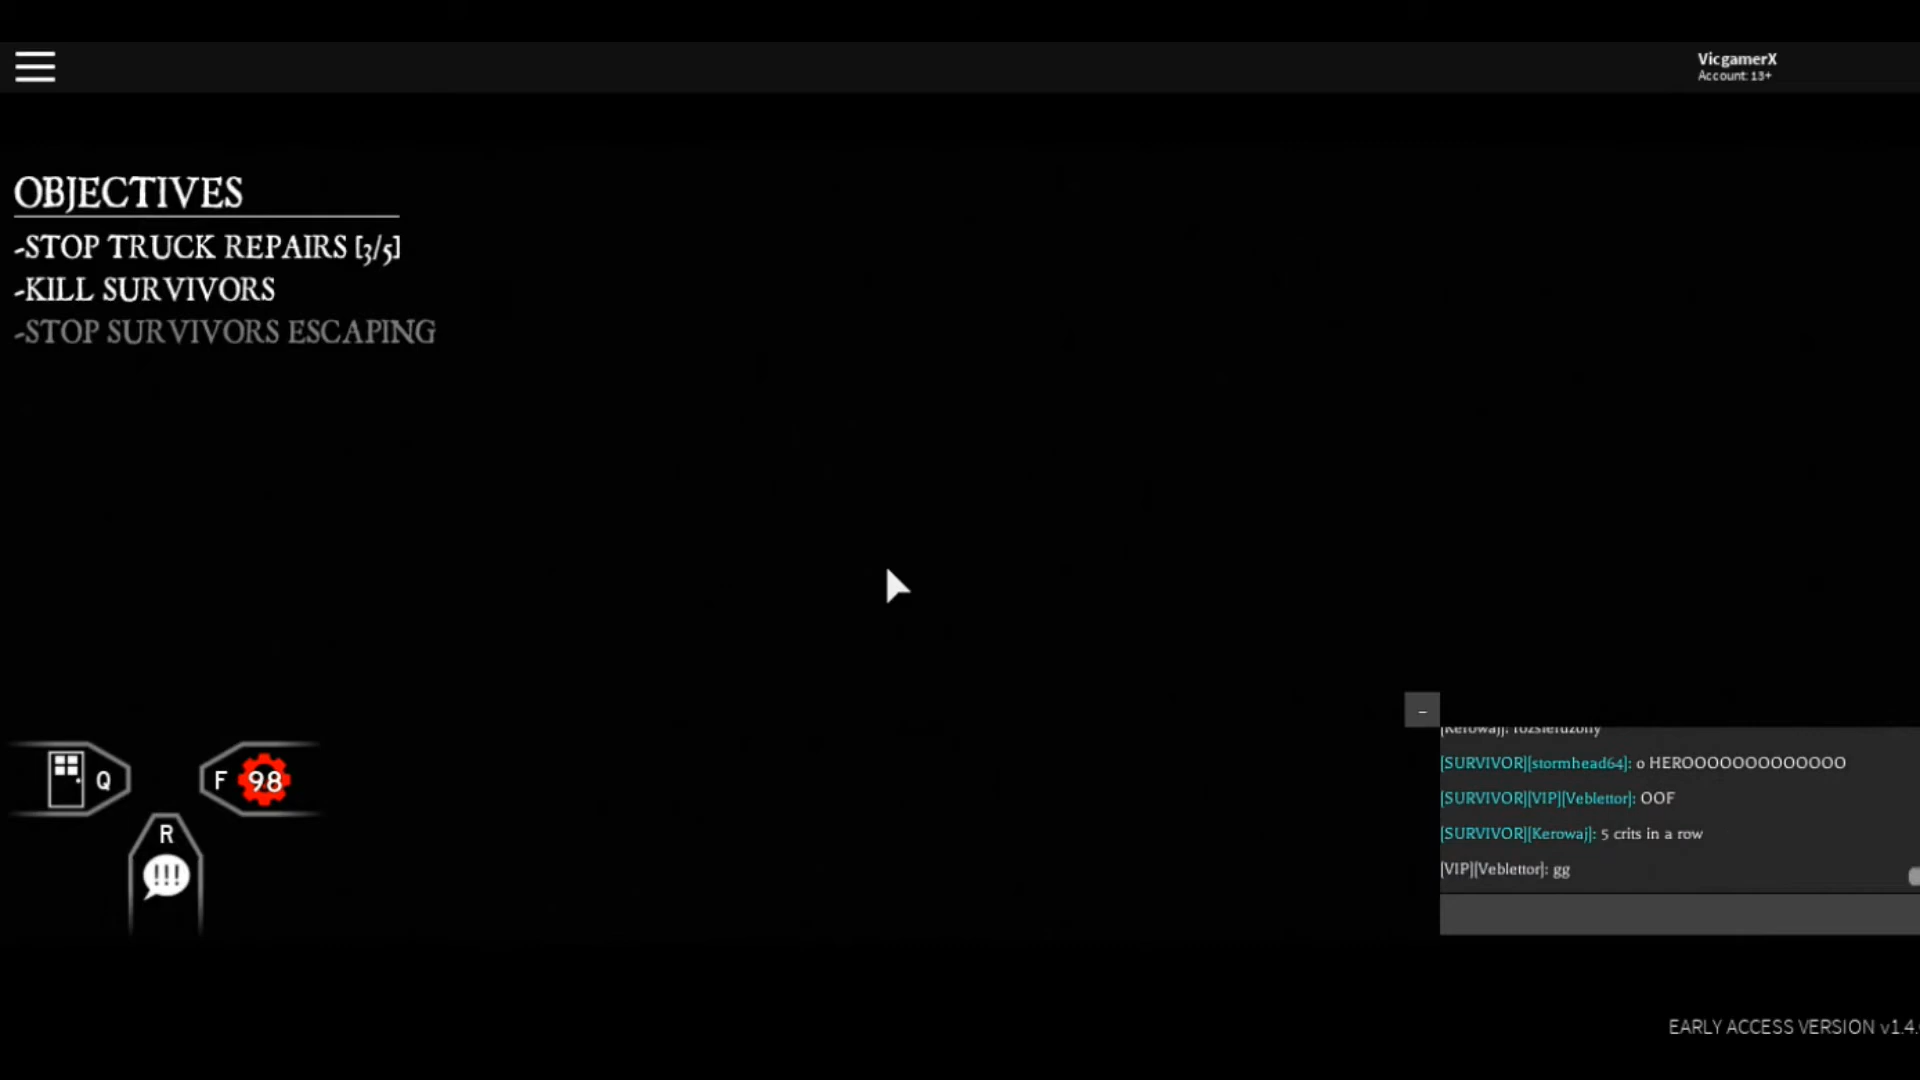 VicgamerX
Account: 13+
OBJECTIVES
-STOP TRUCK REPAIRS [3/5]
-KILL SURVIVORS
-STOP SURVIVORS ESCAPING
Q
F 98
R
!!!
-
[Kerowaj]:
[SURVIVOR][stormhead64]: o HEROOOOOOOOOOOOO
[SURVIVOR][VIP][Veblettor]: OOF
[SURVIVOR][Kerowaj]: 5 crits in a row
[VIP][Veblettor]: gg
EARLY ACCESS VERSION v1.4.